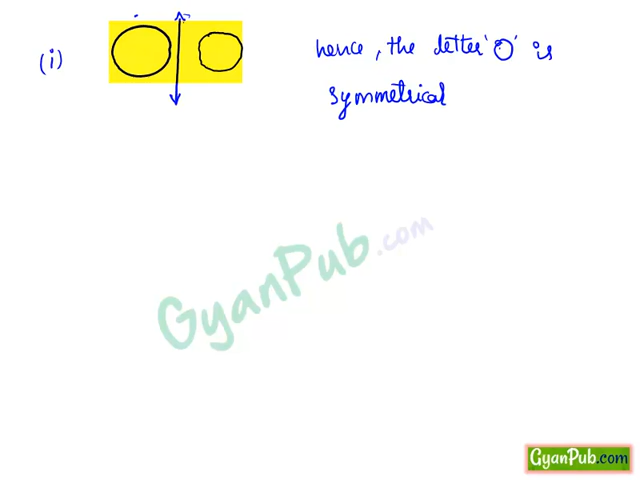 (i)
hence, the letter 'O' is
symmetrical
GyanPub.com
GyanPub.com